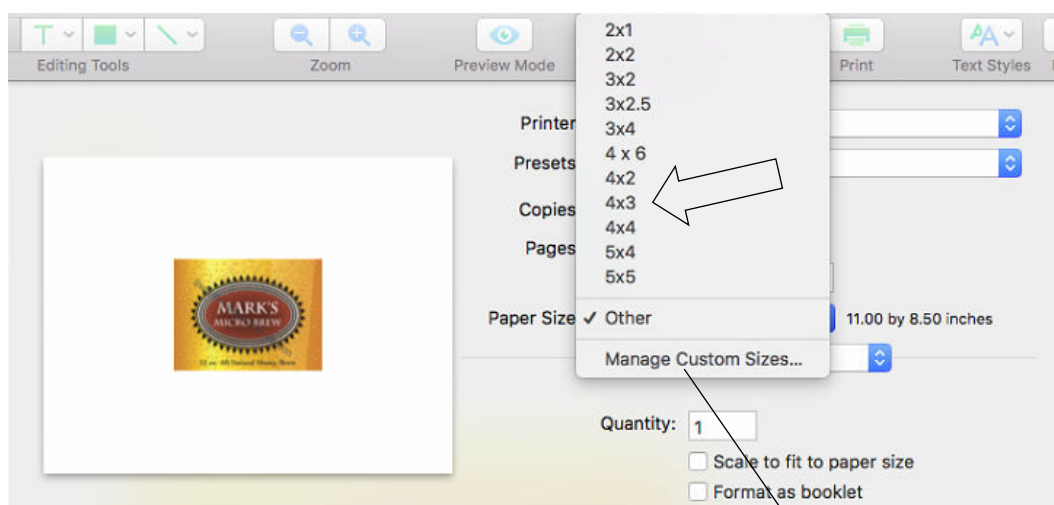 Editing Tools
Zoom
Preview Mode
Print
Text Styles
2x1
2x2
3x2
3x2.5
3x4
4 x 6
4x2
4x3
4x4
5x4
5x5
✓ Other
Manage Custom Sizes...
Printer
Presets
Copies
Pages
Paper Size
11.00 by 8.50 inches
Quantity: 1
Scale to fit to paper size
Format as booklet
MARK'S
MICRO BREW